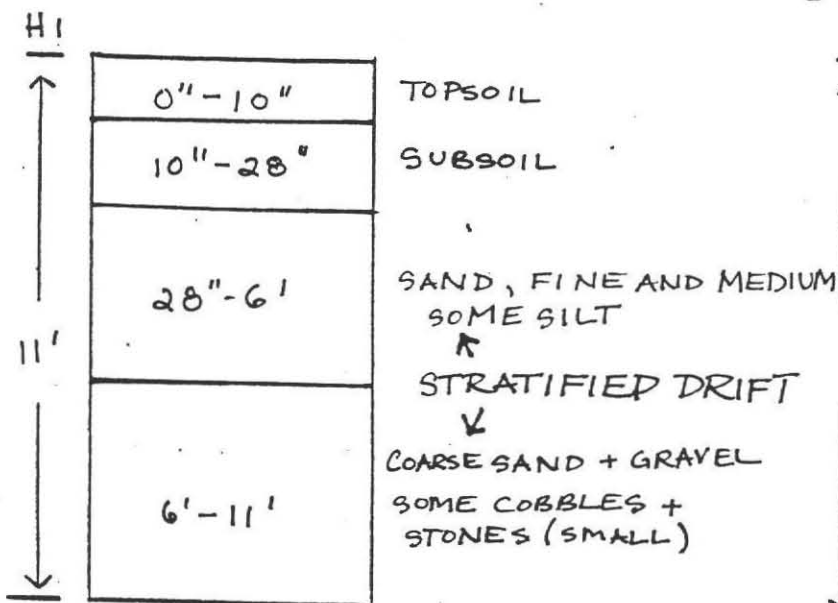 H1
0"-10" TOPSOIL
10"-28" SUBSOIL
28"-6' SAND, FINE AND MEDIUM
SOME SILT
11'
STRATIFIED DRIFT
COARSE SAND + GRAVEL
6'-11' SOME COBBLES +
STONES (SMALL)